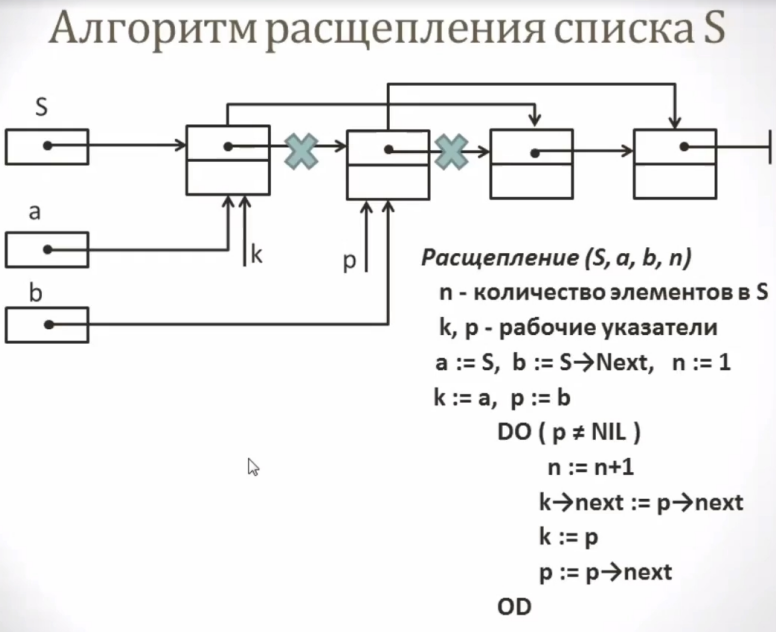 Алгоритм расщепления списка S
S
a
k
p
b
Расщепление (S, a, b, n)
n - количество элементов в S
k, p - рабочие указатели
a := S, b := S→Next, n := 1
k := a, p := b
DO ( p ≠ NIL )
n := n+1
k→next := p→next
k := p
p := p→next
OD